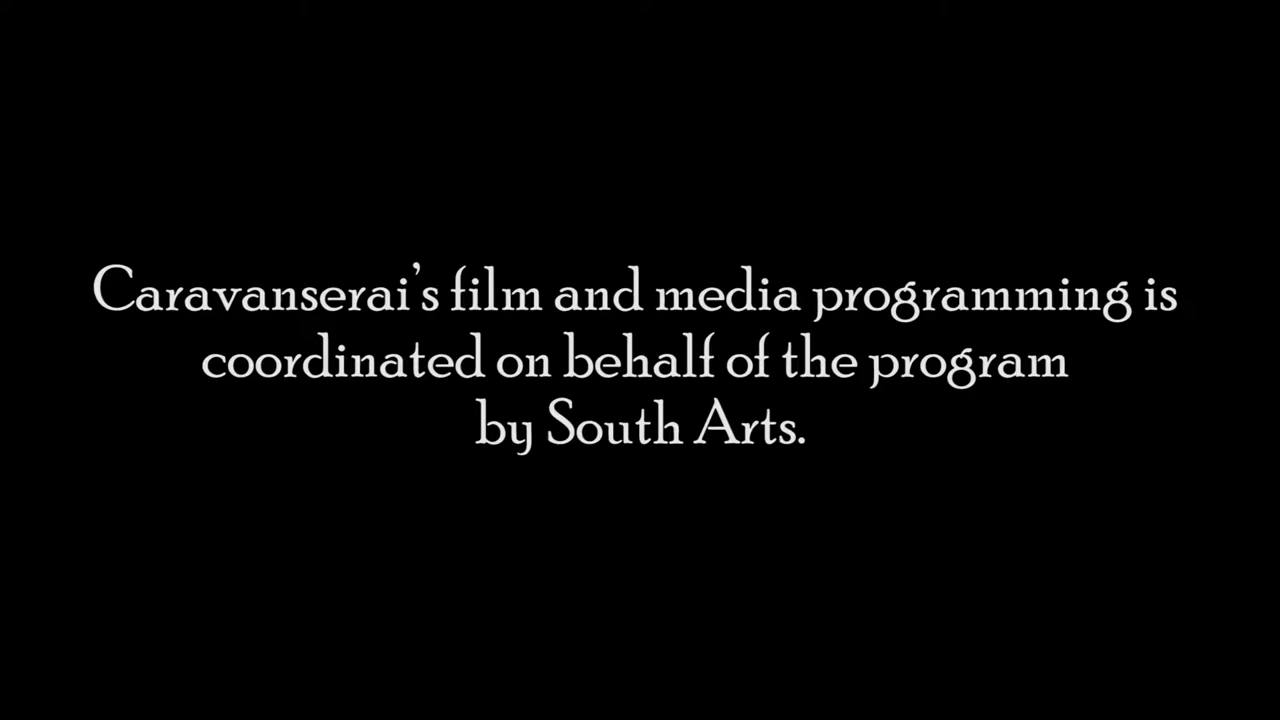 Caravanserai’s film and media programming is
coordinated on behalf of the program
by South Arts.